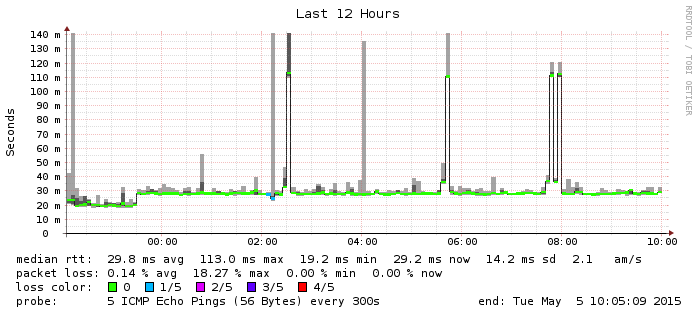 Last 12 Hours
RRDTOOL / TOBI OETIKER
Seconds
140 m
130 m
120 m
110 m
100 m
90 m
80 m
70 m
60 m
50 m
40 m
30 m
20 m
10 m
0
00:00 02:00 04:00 06:00 08:00 10:00
median rtt: 29.8 ms avg 113.0 ms max 19.2 ms min 29.2 ms now 14.2 ms sd 2.1 am/s
packet loss: 0.14 % avg 18.27 % max 0.00 % min 0.00 % now
loss color: 0 1/5 2/5 3/5 4/5
probe: 5 ICMP Echo Pings (56 Bytes) every 300s end: Tue May 5 10:05:09 2015